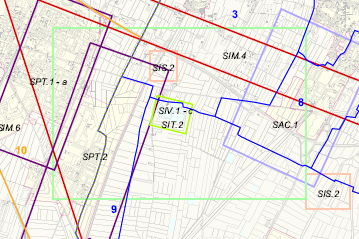 3
SIM.4
SIS.2
SPT.1 - a
8
SIV.1 - c
SIT.2
SAC.1
SIM.6
10
SPT.2
SIS.2
9